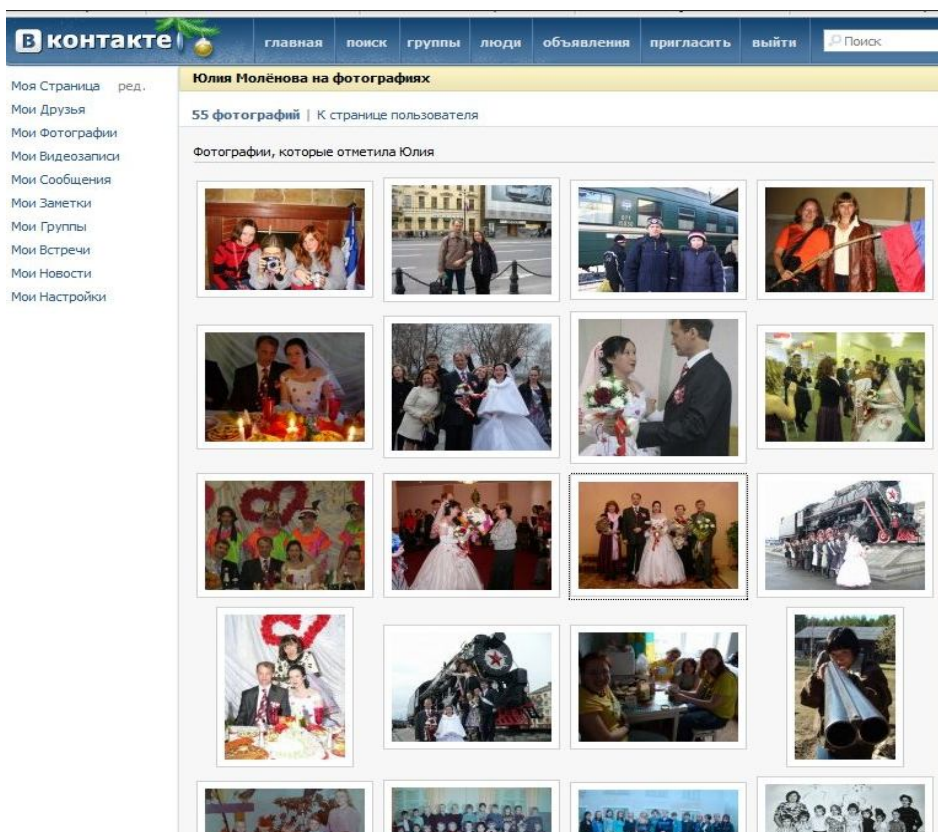 В контакте
главная поиск группы люди объявления пригласить выйти Поиск
Юлия Молёнова на фотографиях
55 фотографий | К странице пользователя
Фотографии, которые отметила Юлия
Моя Страница ред.
Мои Друзья
Мои Фотографии
Мои Видеозаписи
Мои Сообщения
Мои Заметки
Мои Группы
Мои Встречи
Мои Новости
Мои Настройки